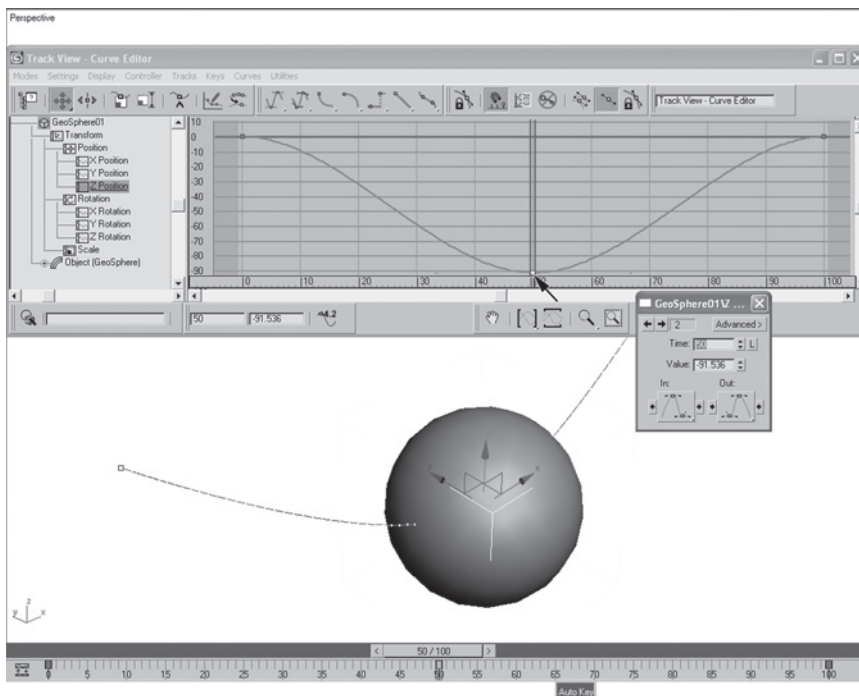 Perspective
Track View - Curve Editor
Modes Settings Display Controller Tracks Keys Curves Utilities
Track View - Curve Editor
GeoSphere01
Transform
Position
X Position
Y Position
Z Position
Rotation
X Rotation
Y Rotation
Z Rotation
Scale
Object (GeoSphere)
10
0
-10
-20
-30
-40
-50
-60
-70
-80
-90
0 10 20 30 40 50 60 70 80 90 100
50 -91.536
GeoSphere01\Z ...
2 Advanced >
Time: L
Value: -91.536
In: Out:
z
y x
< 50 / 100 >
0 5 10 15 20 25 30 35 40 45 50 55 60 65 70 75 80 85 90 95 100
Auto Key